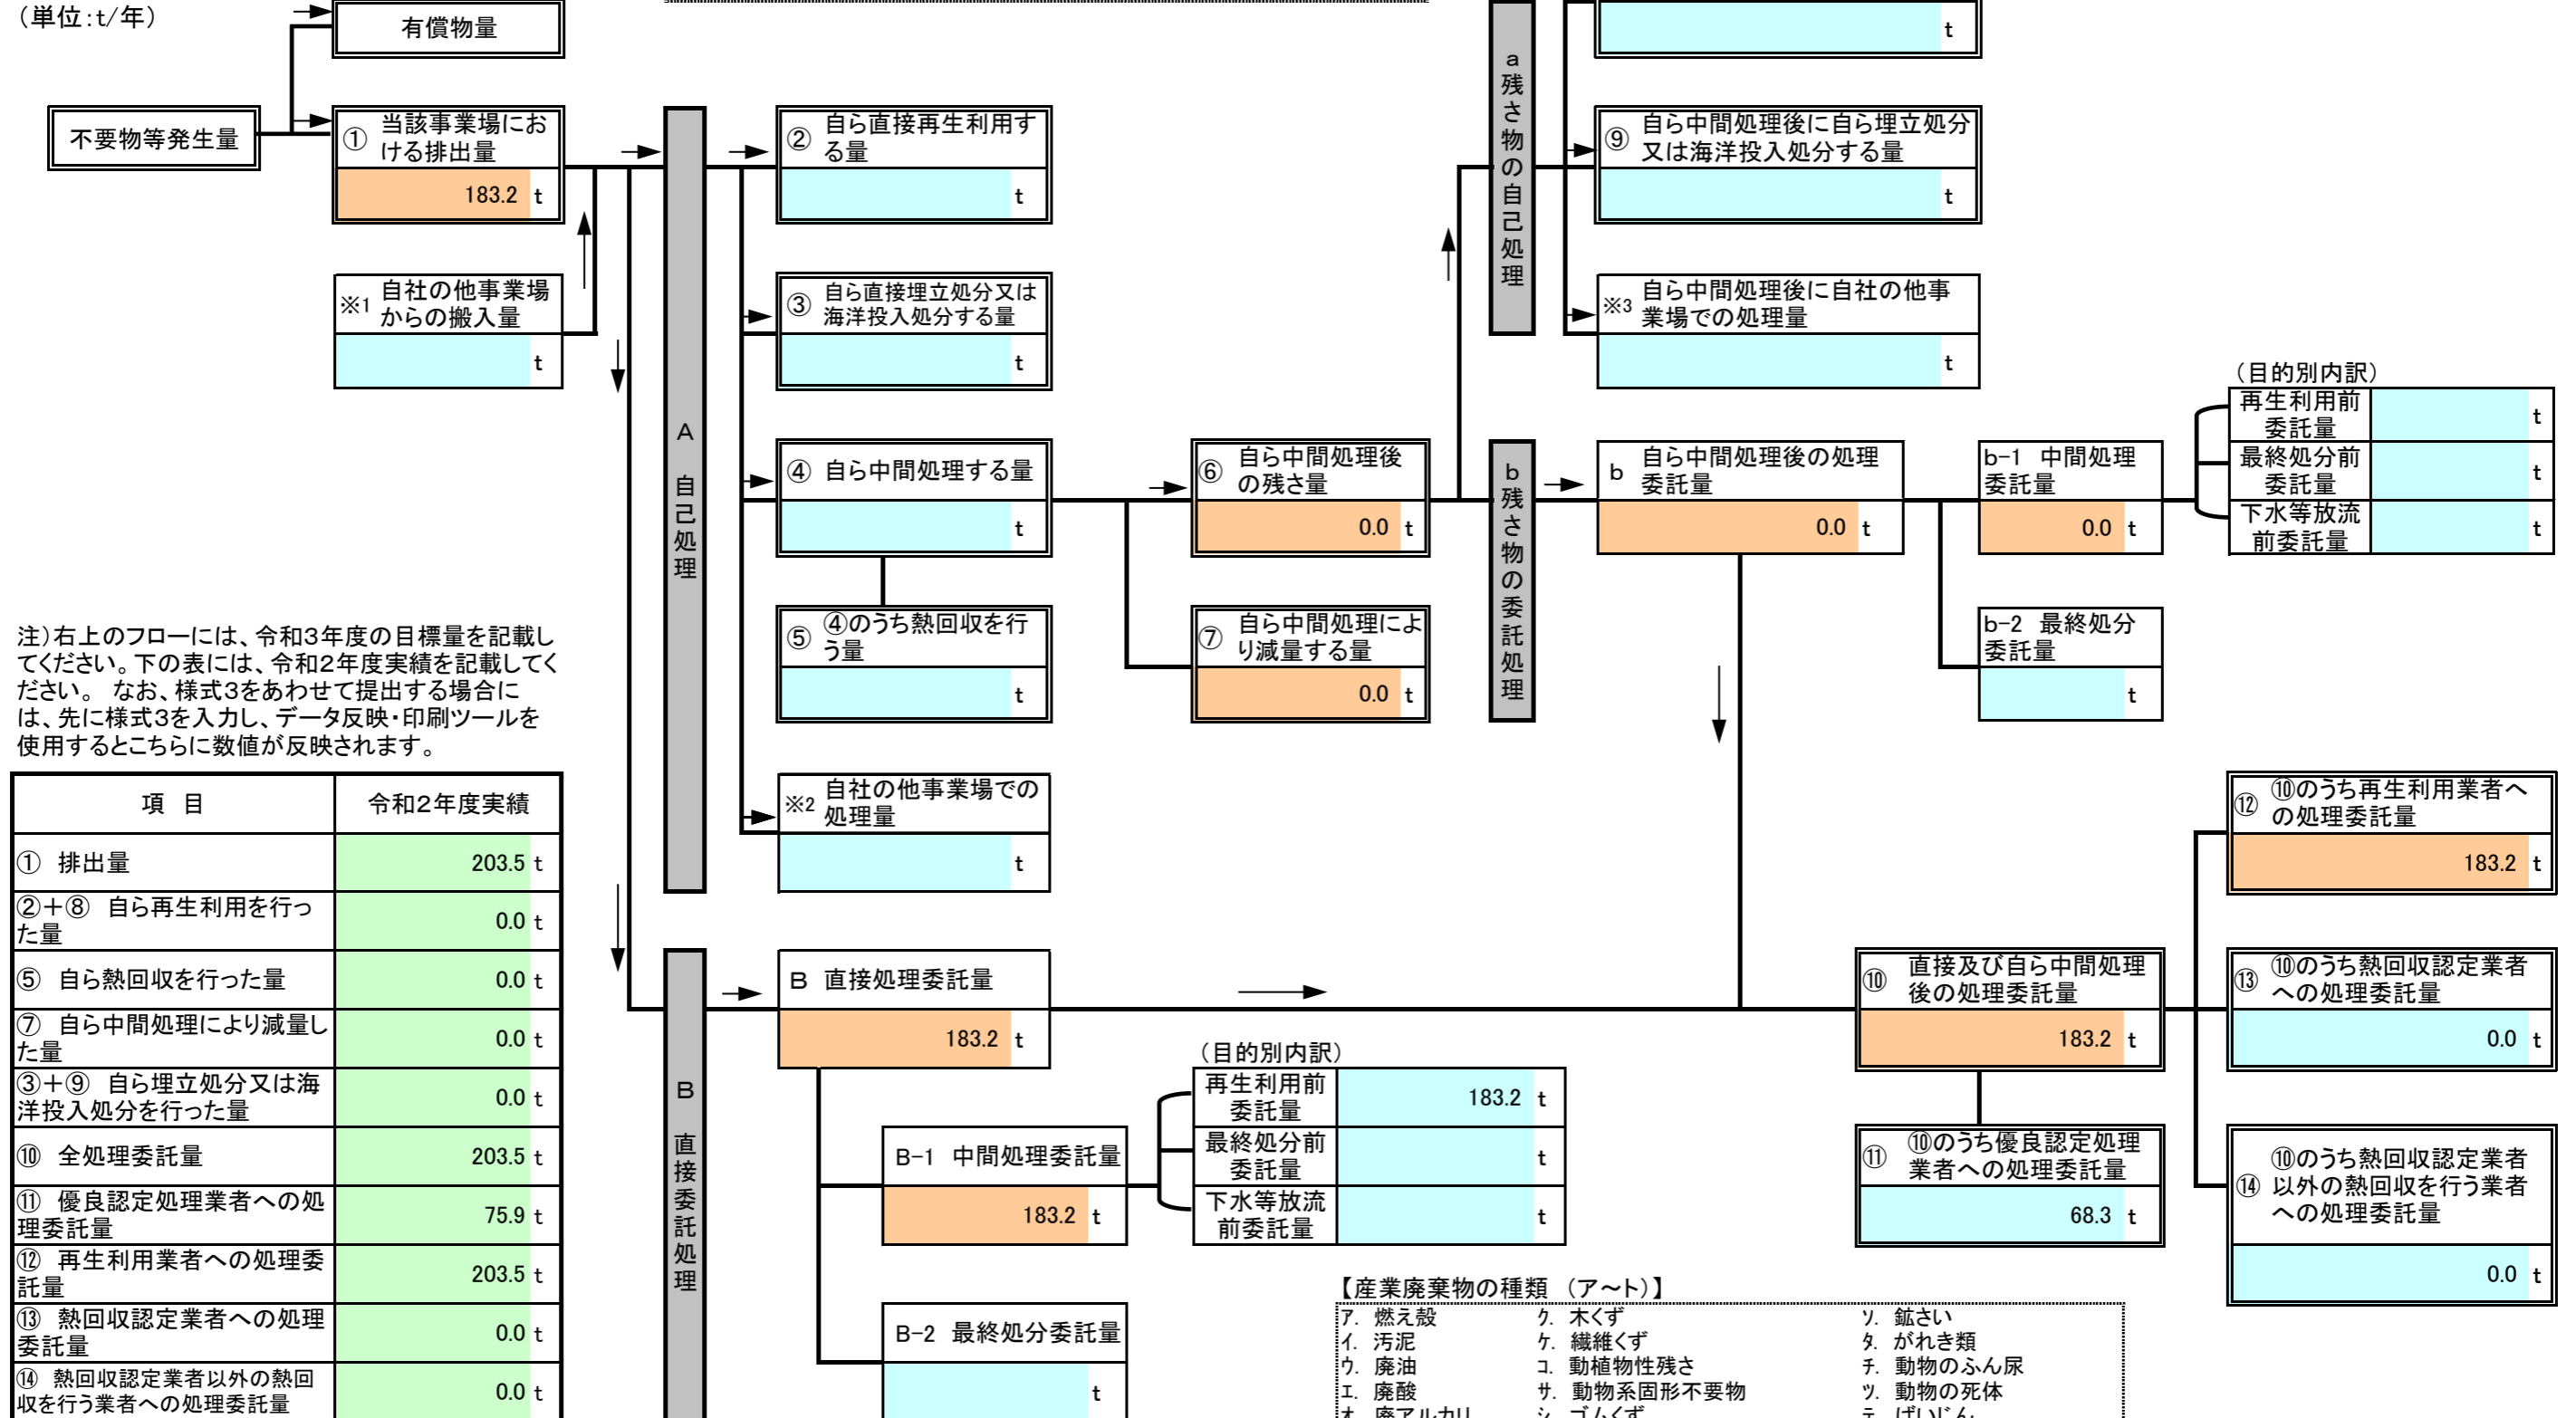 （単位：t/年）
有償物量
t
不要物等発生量
① 当該事業場にお
ける排出量
183.2 t
※1 自社の他事業場
からの搬入量
t
A 自己処理
② 自ら直接再生利用す
る量
t
③ 自ら直接埋立処分又は
海洋投入処分する量
t
④ 自ら中間処理する量
t
⑤ ④のうち熱回収を行
う量
t
※2 自社の他事業場での
処理量
t
⑥ 自ら中間処理後
の残さ量
0.0 t
⑦ 自ら中間処理によ
り減量する量
0.0 t
a 残さ物の自己処理
⑨ 自ら中間処理後に自ら埋立処分
又は海洋投入処分する量
t
※3 自ら中間処理後に自社の他事
業場での処理量
t
b 残さ物の委託処理
b 自ら中間処理後の処理
委託量
0.0 t
b-1 中間処理
委託量
0.0 t
b-2 最終処分
委託量
t
（目的別内訳）
再生利用前
委託量
t
最終処分前
委託量
t
下水等放流
前委託量
t
注）右上のフローには、令和３年度の目標量を記載し
てください。下の表には、令和２年度実績を記載してく
ださい。 なお、様式３をあわせて提出する場合に
は、先に様式３を入力し、データ反映・印刷ツールを
使用するとこちらに数値が反映されます。
項 目 令和２年度実績
① 排出量 203.5 t
②＋⑧ 自ら再生利用を行っ
た量 0.0 t
⑤ 自ら熱回収を行った量 0.0 t
⑦ 自ら中間処理により減量し
た量 0.0 t
③＋⑨ 自ら埋立処分又は海
洋投入処分を行った量 0.0 t
⑩ 全処理委託量 203.5 t
⑪ 優良認定処理業者への処
理委託量 75.9 t
⑫ 再生利用業者への処理委
託量 203.5 t
⑬ 熱回収認定業者への処理
委託量 0.0 t
⑭ 熱回収認定業者以外の熱回
収を行う業者への処理委託量 0.0 t
B 直接委託処理
B 直接処理委託量
183.2 t
B-1 中間処理委託量
183.2 t
B-2 最終処分委託量
t
（目的別内訳）
再生利用前
委託量
183.2 t
最終処分前
委託量
t
下水等放流
前委託量
t
⑩ 直接及び自ら中間処理
後の処理委託量
183.2 t
⑪ ⑩のうち優良認定処理
業者への処理委託量
68.3 t
⑫ ⑩のうち再生利用業者へ
の処理委託量
183.2 t
⑬ ⑩のうち熱回収認定業者
への処理委託量
0.0 t
⑭ ⑩のうち熱回収認定業者
以外の熱回収を行う業者
への処理委託量
0.0 t
【産業廃棄物の種類 （ア～ト）】
ｱ. 燃え殻 ｸ. 木くず ｿ. 鉱さい
ｲ. 汚泥 ｹ. 繊維くず ﾀ. がれき類
ｳ. 廃油 ｺ. 動植物性残さ ﾁ. 動物のふん尿
ｴ. 廃酸 ｻ. 動物系固形不要物 ﾂ. 動物の死体
ｵ. 廃アルカリ ｼ. ゴムくず ﾃ. ばいじん